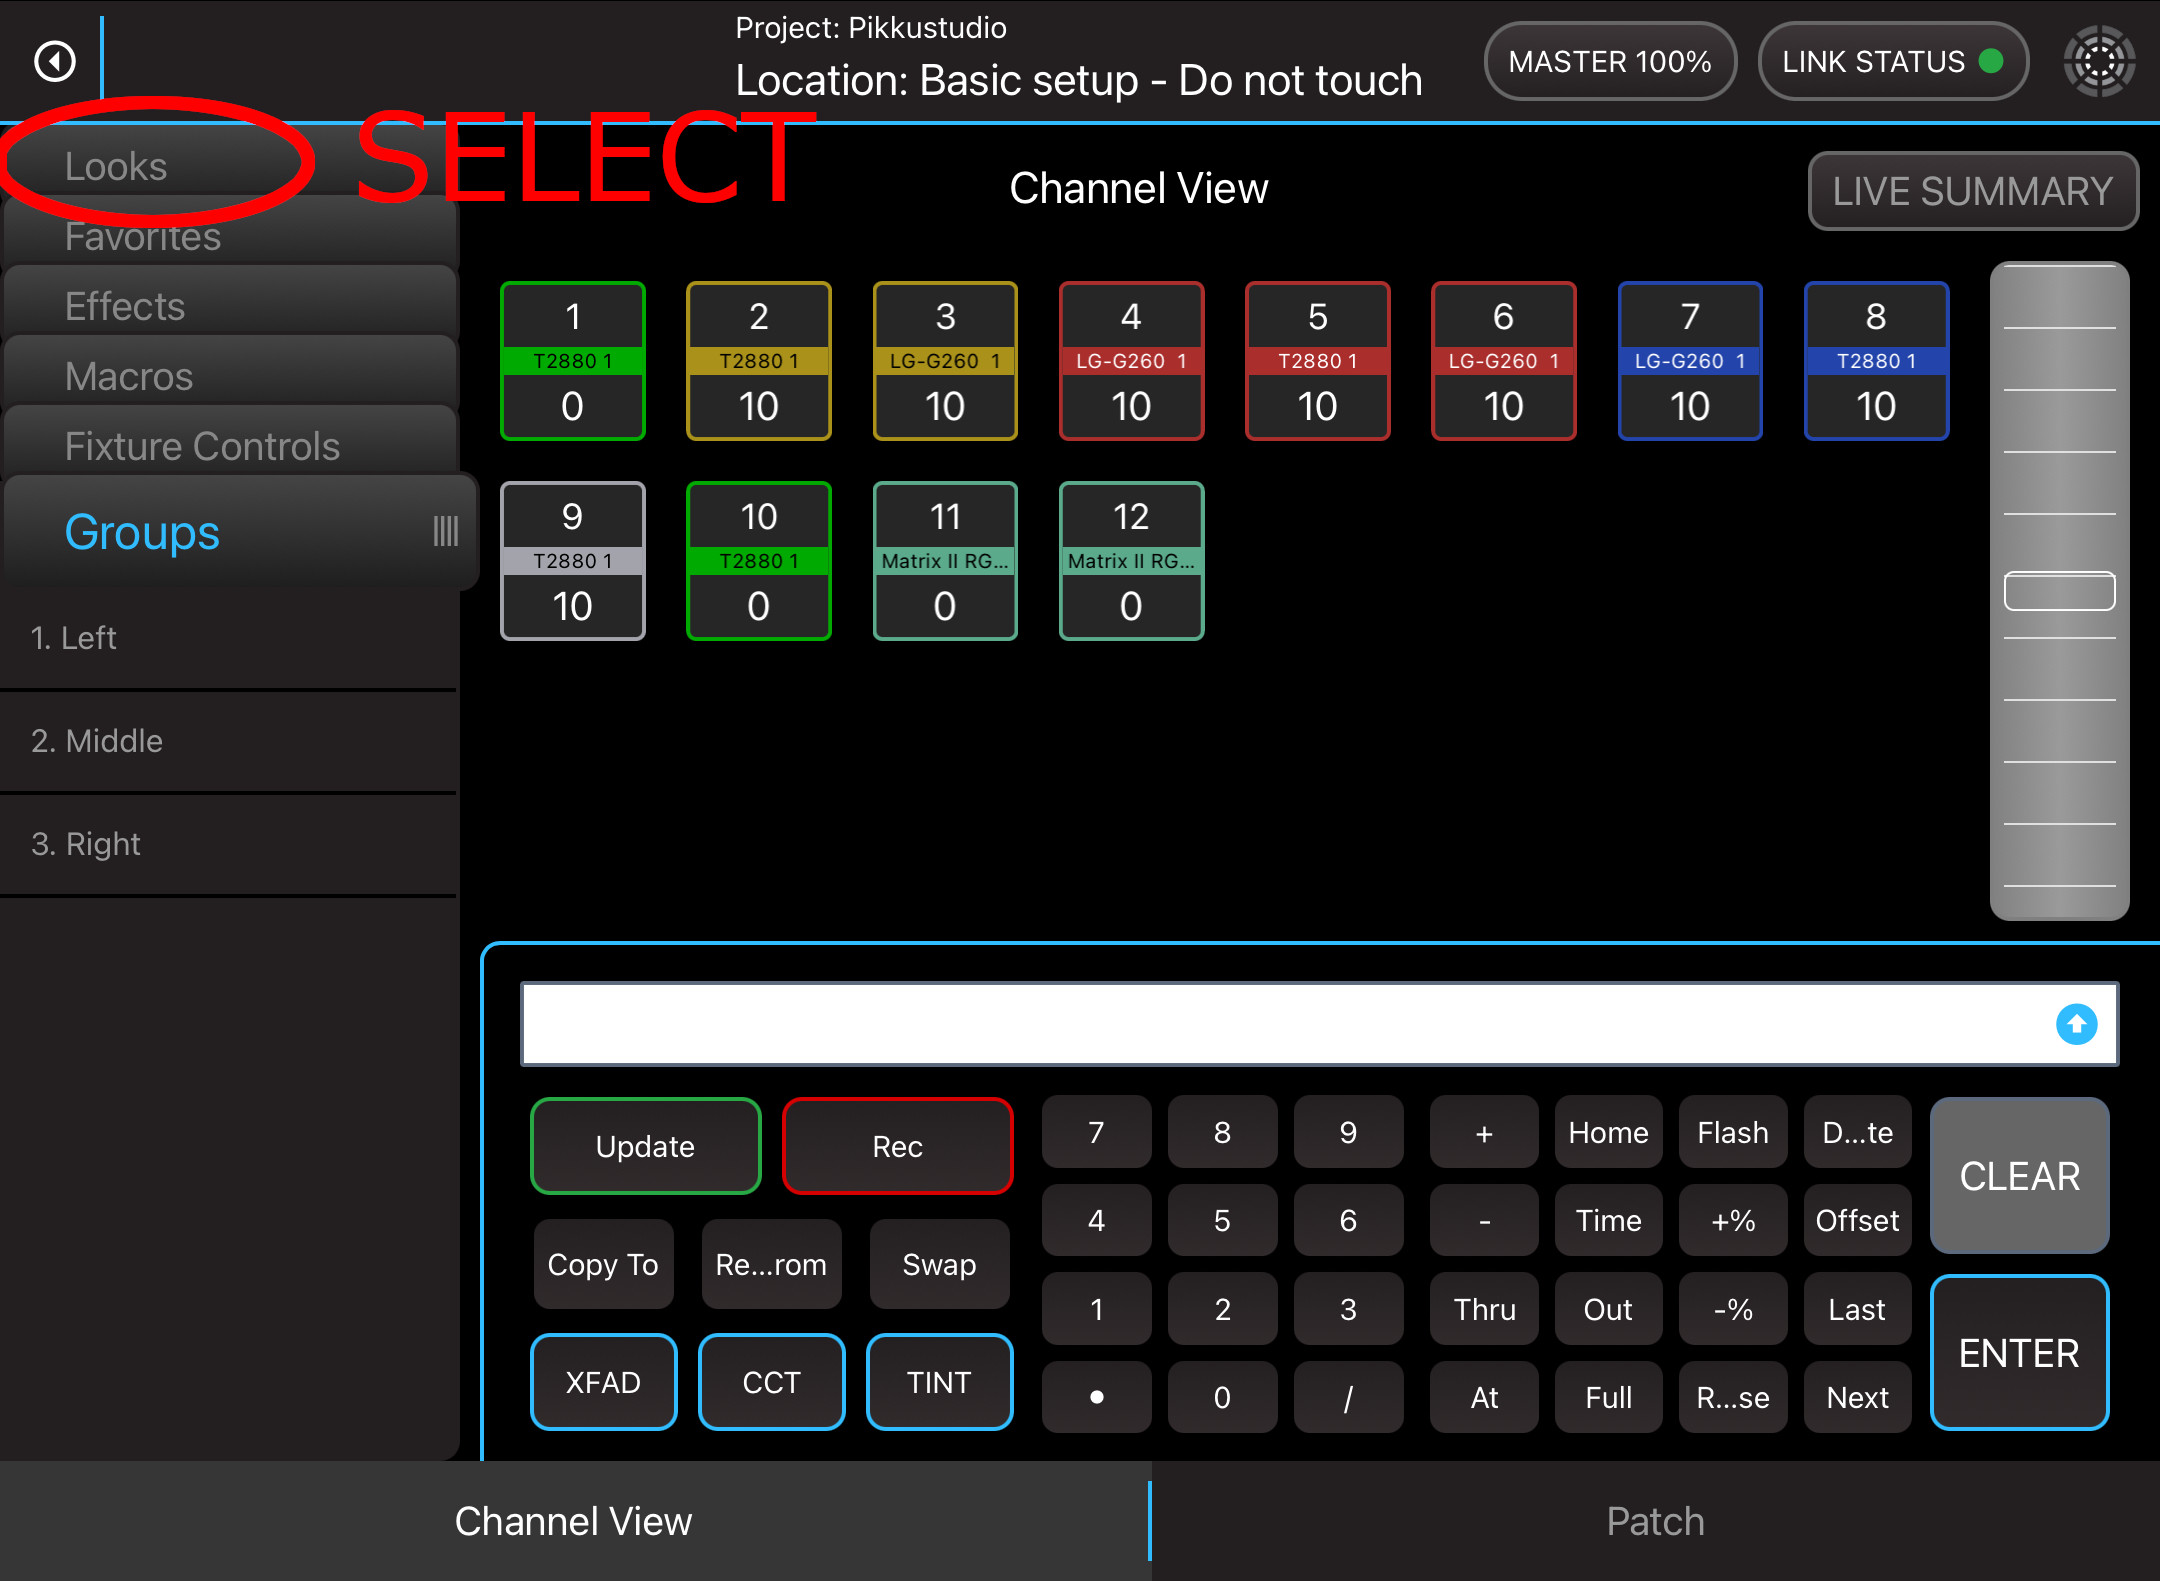 Project: Pikkustudio
Location: Basic setup - Do not touch
MASTER 100%
LINK STATUS
Looks
SELECT
Favorites
Effects
Macros
Fixture Controls
Groups
1. Left
2. Middle
3. Right
Channel View
LIVE SUMMARY
1 2 3 4 5 6 7 8
T2880 1 T2880 1 LG-G260 1 LG-G260 1 T2880 1 LG-G260 1 LG-G260 1 T2880 1
0 10 10 10 10 10 10 10
9 10 11 12
T2880 1 T2880 1 Matrix II RG... Matrix II RG...
10 0 0 0
Update Rec
Copy To Re...rom Swap
XFAD CCT TINT
7 8 9 + Home Flash D...te
4 5 6 - Time +% Offset
1 2 3 Thru Out -% Last
• 0 / At Full R...se Next
CLEAR
ENTER
Channel View Patch